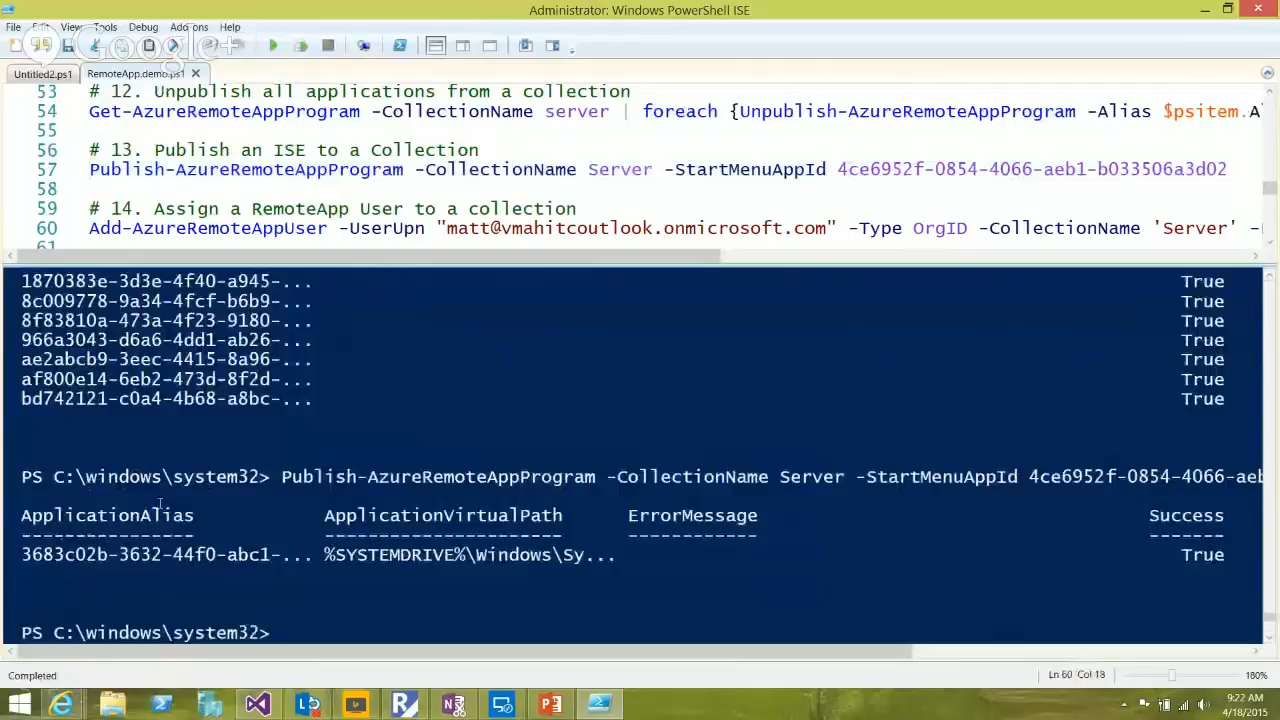 Administrator: Windows PowerShell ISE
File Edit View Tools Debug Add-ons Help
Google+
Untitled2.ps1 RemoteApp.demo.ps1
53 # 12. Unpublish all applications from a collection
54 Get-AzureRemoteAppProgram -CollectionName server | foreach {Unpublish-AzureRemoteAppProgram -Alias $psitem.A
55
56 # 13. Publish an ISE to a Collection
57 Publish-AzureRemoteAppProgram -CollectionName Server -StartMenuAppId 4ce6952f-0854-4066-aeb1-b033506a3d02
58
59 # 14. Assign a RemoteApp User to a collection
60 Add-AzureRemoteAppUser -UserUpn "matt@vmahitcoutlook.onmicrosoft.com" -Type OrgID -CollectionName 'Server' -
61
1870383e-3d3e-4f40-a945-... True
8c009778-9a34-4fcf-b6b9-... True
8f83810a-473a-4f23-9180-... True
966a3043-d6a6-4dd1-ab26-... True
ae2abcb9-3eec-4415-8a96-... True
af800e14-6eb2-473d-8f2d-... True
bd742121-c0a4-4b68-a8bc-... True
PS C:\windows\system32> Publish-AzureRemoteAppProgram -CollectionName Server -StartMenuAppId 4ce6952f-0854-4066-aeb
ApplicationAlias ApplicationVirtualPath ErrorMessage Success
---------------- ---------------------- ------------ -------
3683c02b-3632-44f0-abc1-... %SYSTEMDRIVE%\Windows\Sy... True
PS C:\windows\system32>
Completed Ln 60 Col 18 180%
9:22 AM
4/18/2015